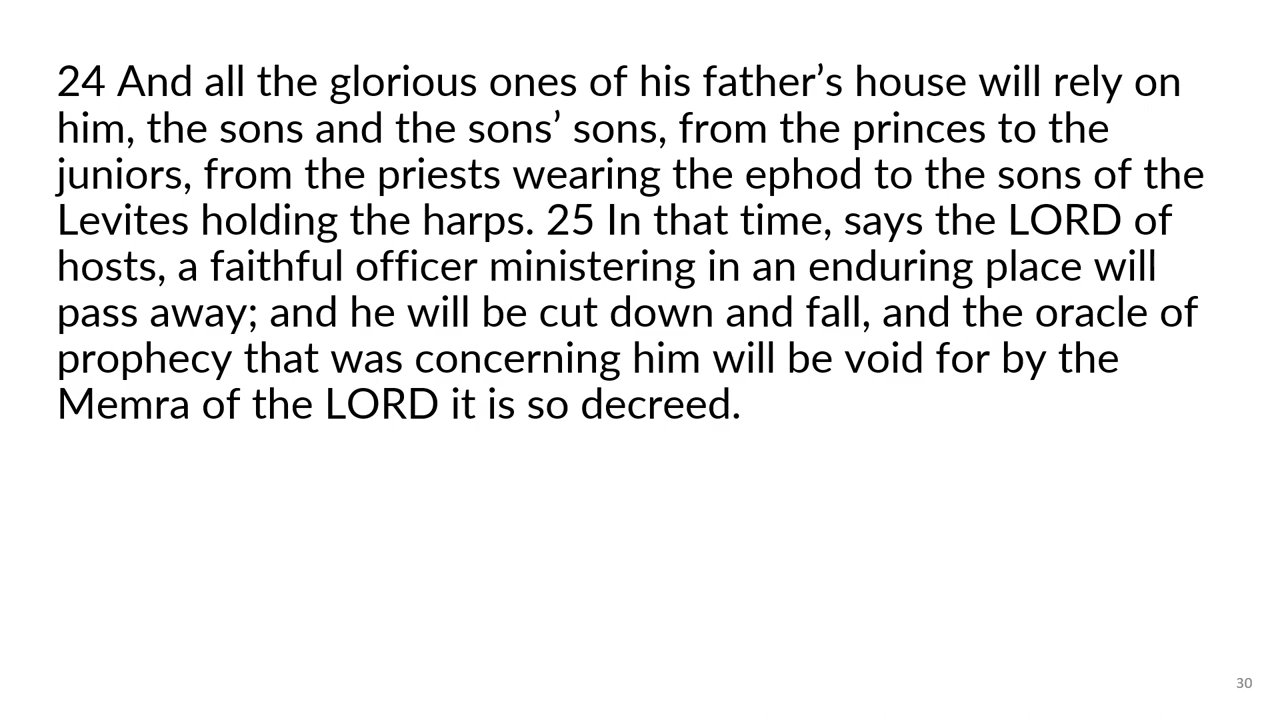 24 And all the glorious ones of his father’s house will rely on
him, the sons and the sons’ sons, from the princes to the
juniors, from the priests wearing the ephod to the sons of the
Levites holding the harps. 25 In that time, says the LORD of
hosts, a faithful officer ministering in an enduring place will
pass away; and he will be cut down and fall, and the oracle of
prophecy that was concerning him will be void for by the
Memra of the LORD it is so decreed.
30